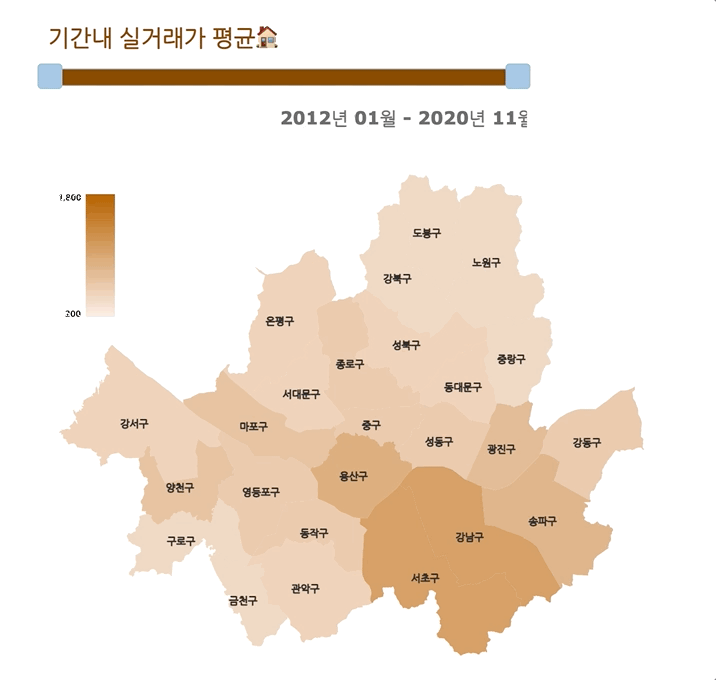 기간내 실거래가 평균
2012년 01월 - 2020년 11월
200
도봉구
노원구
강북구
은평구
성북구
종로구
중랑구
동대문구
서대문구
강서구
마포구
중구
성동구
광진구
강동구
용산구
양천구
영등포구
송파구
동작구
강남구
구로구
서초구
관악구
금천구